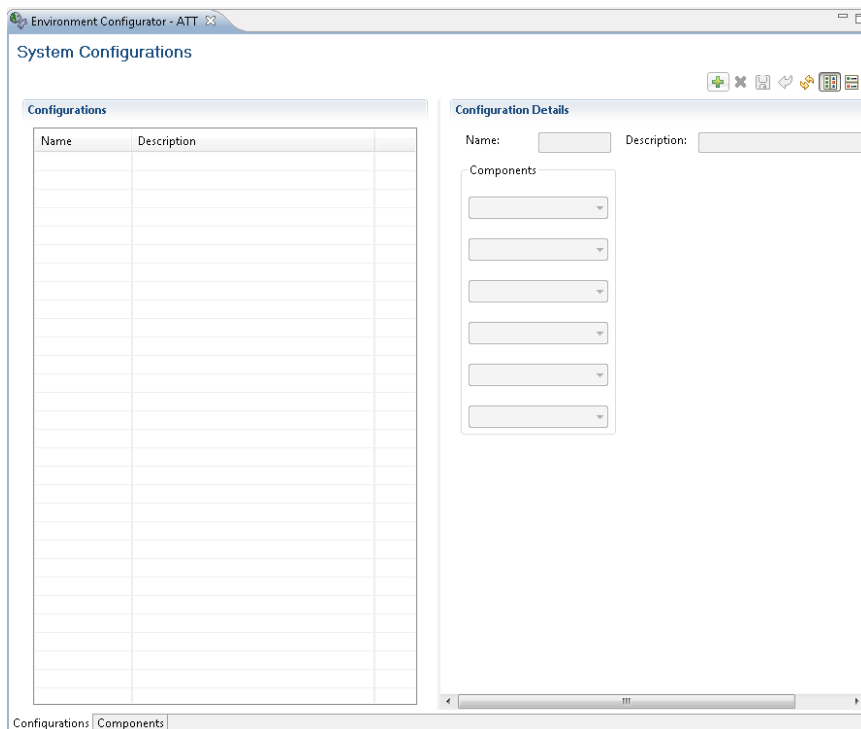 Environment Configurator - ATT
System Configurations
Configurations
Name Description
Configuration Details
Name: Description:
Components
Configurations Components